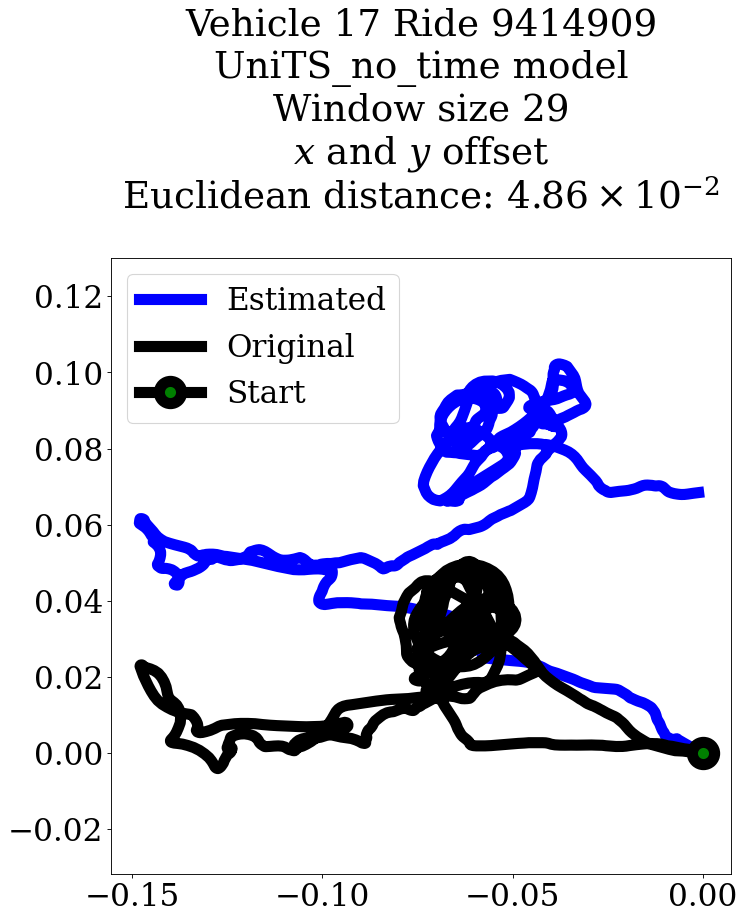 Vehicle 17 Ride 9414909
UniTS_no_time model
Window size 29
x and y offset
Euclidean distance: 4.86 × 10⁻²
Estimated
Original
Start
0.12
0.10
0.08
0.06
0.04
0.02
0.00
−0.02
−0.15 −0.10 −0.05 0.00